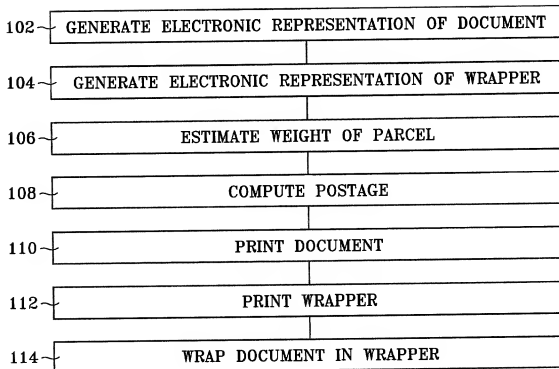 102 GENERATE ELECTRONIC REPRESENTATION OF DOCUMENT
104 GENERATE ELECTRONIC REPRESENTATION OF WRAPPER
106 ESTIMATE WEIGHT OF PARCEL
108 COMPUTE POSTAGE
110 PRINT DOCUMENT
112 PRINT WRAPPER
114 WRAP DOCUMENT IN WRAPPER